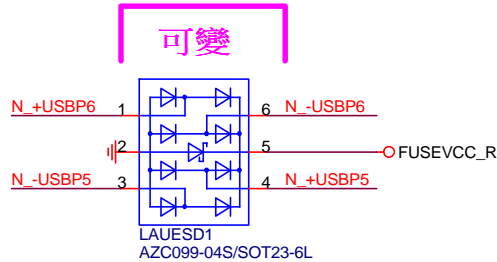 可變
N_+USBP6 1 6 N_-USBP6
2 5 FUSEVCC_R
N_-USBP5 3 4 N_+USBP5
LAUESD1
AZC099-04S/SOT23-6L